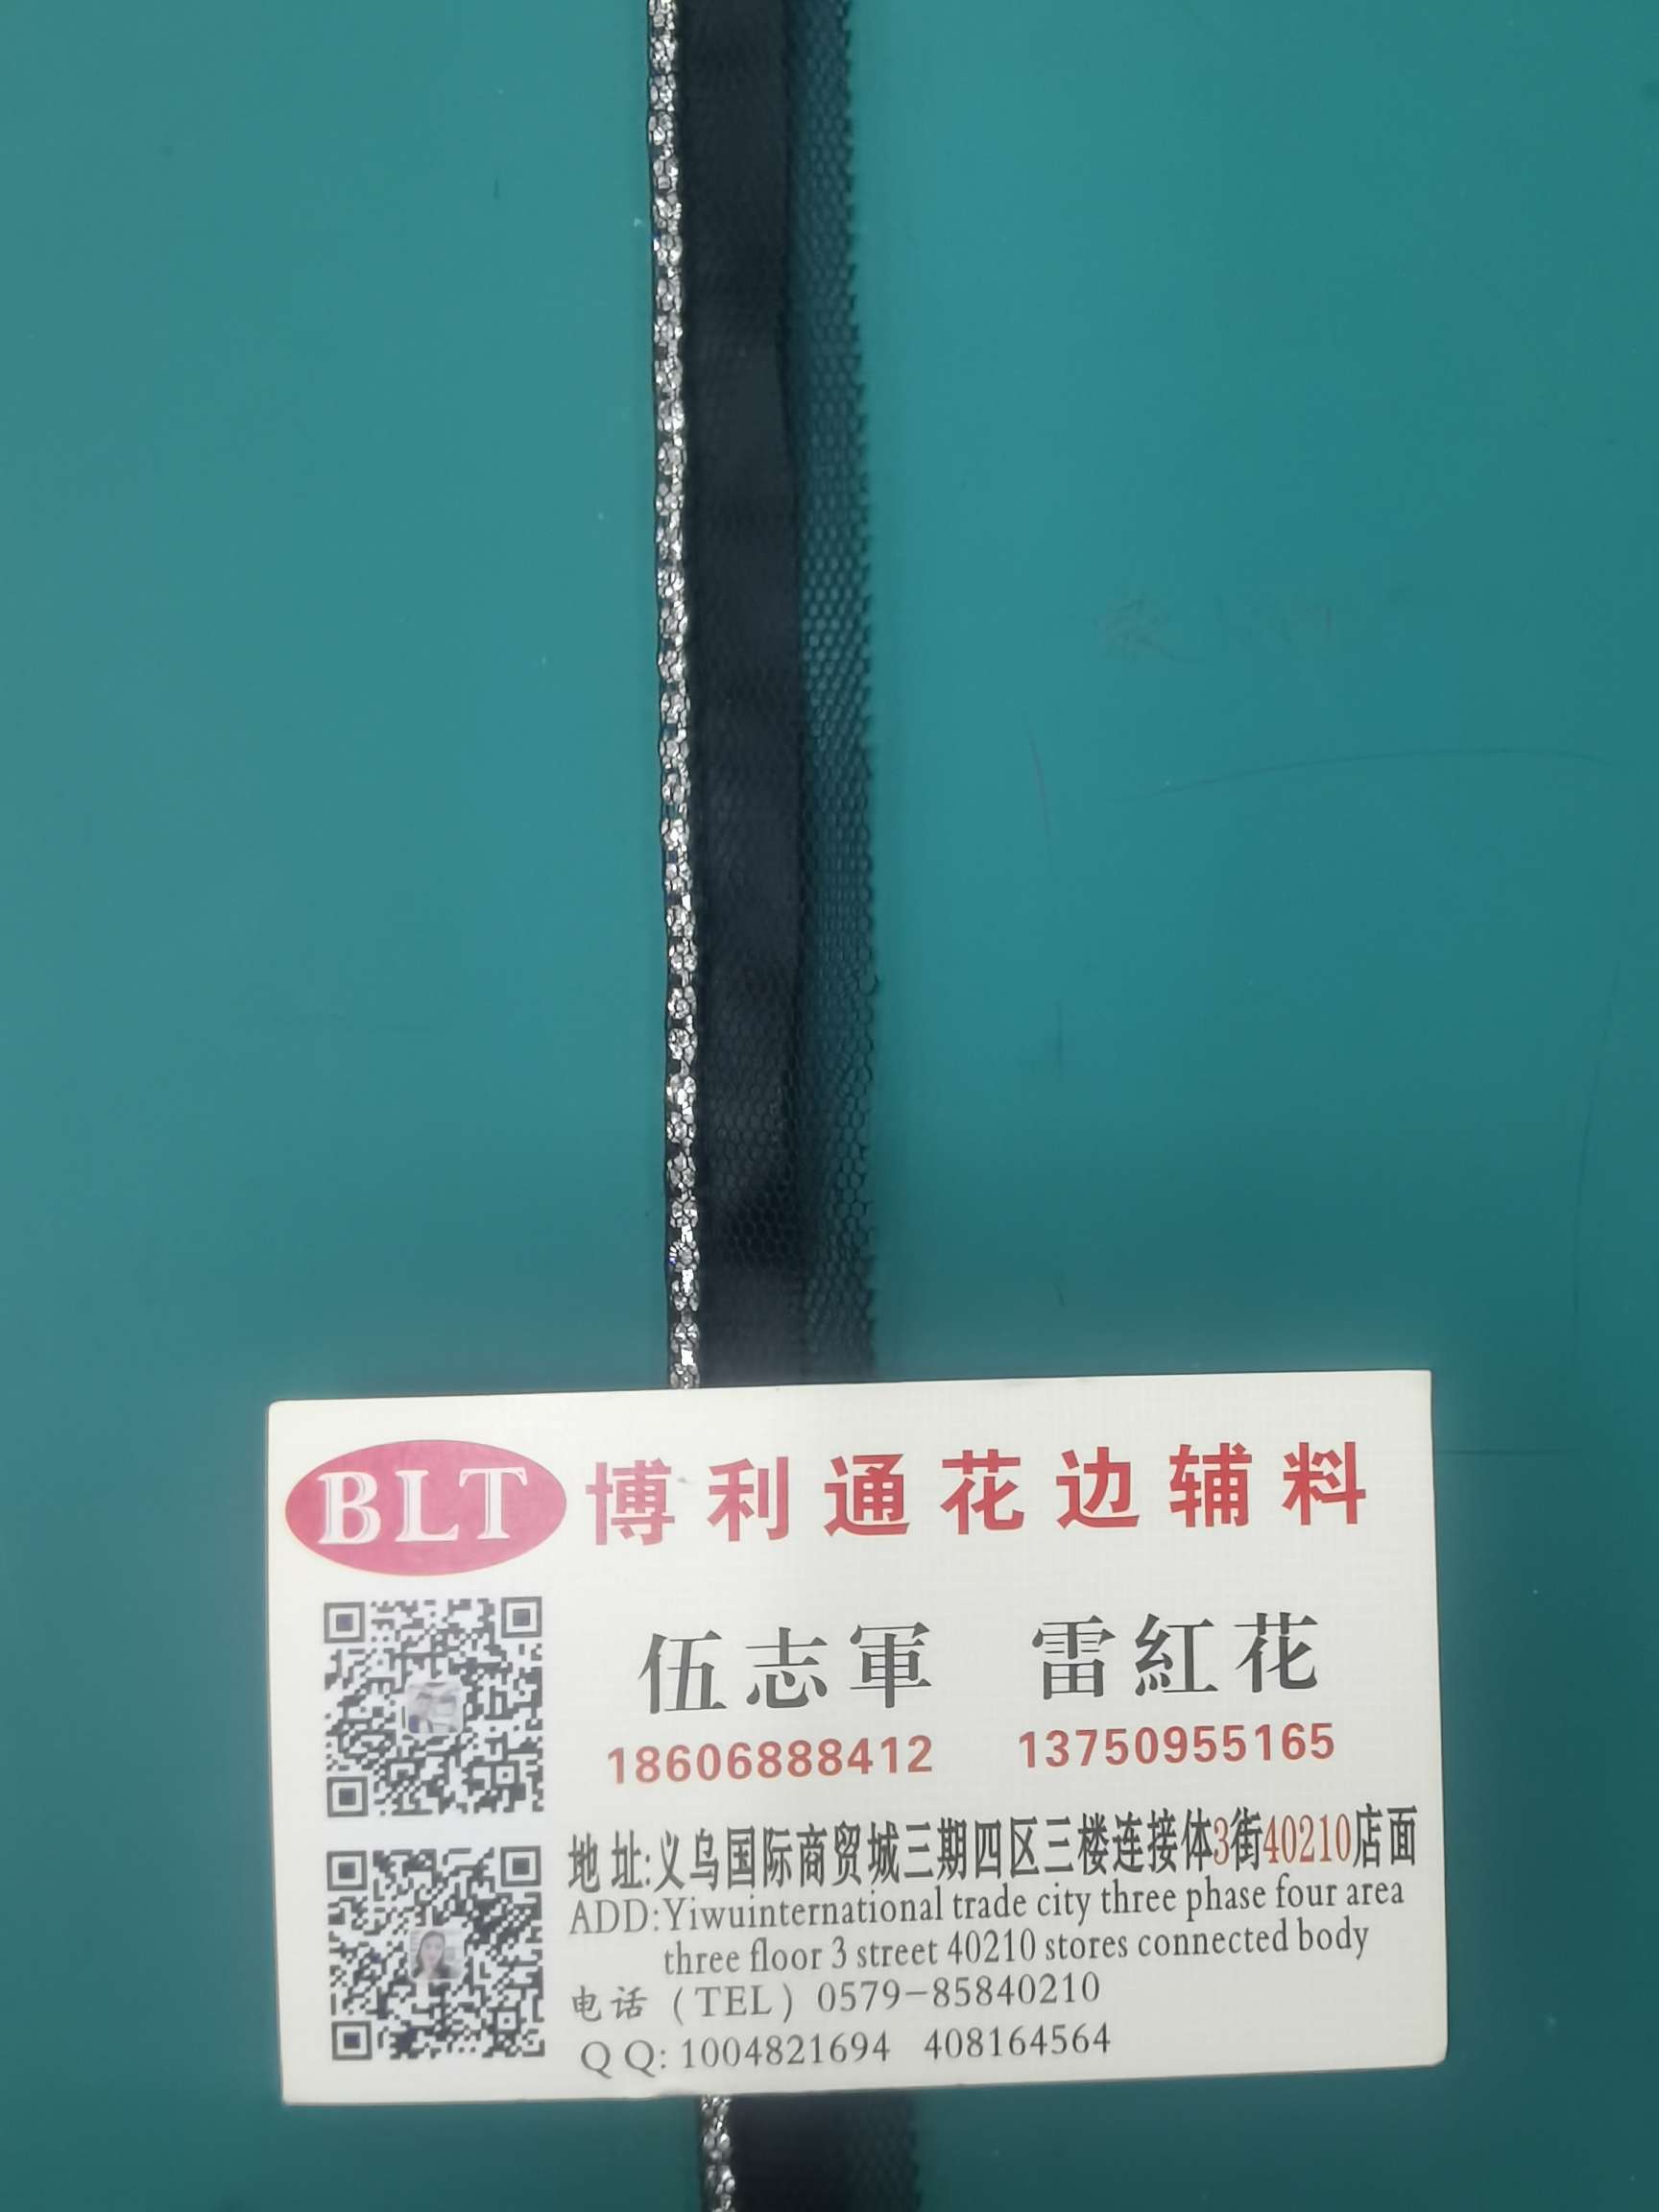 BLT 博利通花边辅料
伍志軍 雷紅花
18606888412 13750955165
地址:义乌国际商贸城三期四区三楼连接体3街40210店面
ADD:Yiwuinternational trade city three phase four area
three floor 3 street 40210 stores connected body
电话（TEL）0579-85840210
QQ: 1004821694 408164564